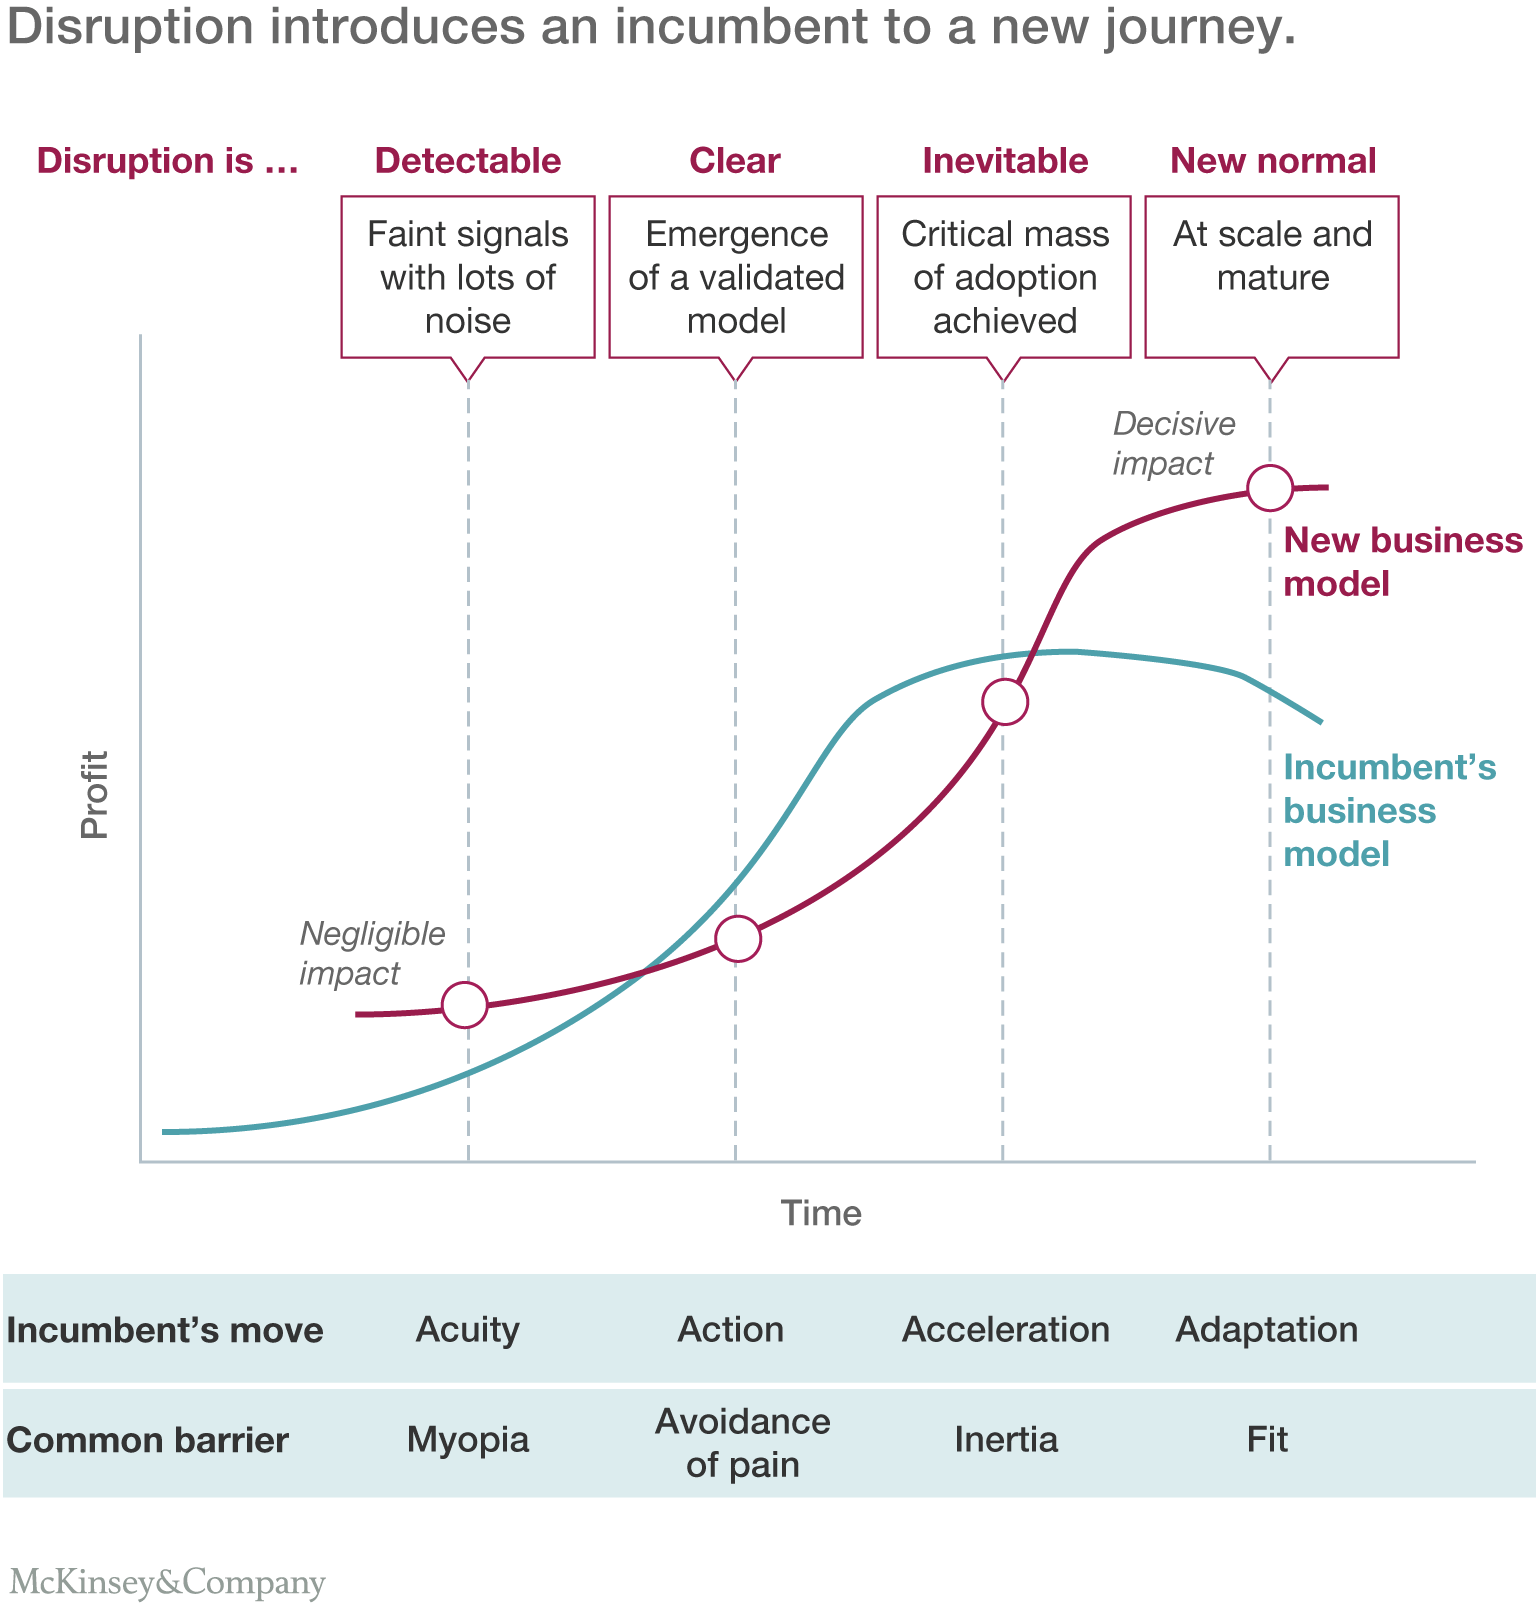 Disruption introduces an incumbent to a new journey.
Disruption is …
Detectable
Clear
Inevitable
New normal
Faint signals
with lots of
noise
Emergence
of a validated
model
Critical mass
of adoption
achieved
At scale and
mature
Decisive
impact
New business
model
Incumbent’s
business
model
Negligible
impact
Profit
Time
Incumbent’s move
Acuity
Action
Acceleration
Adaptation
Common barrier
Myopia
Avoidance
of pain
Inertia
Fit
McKinsey&Company